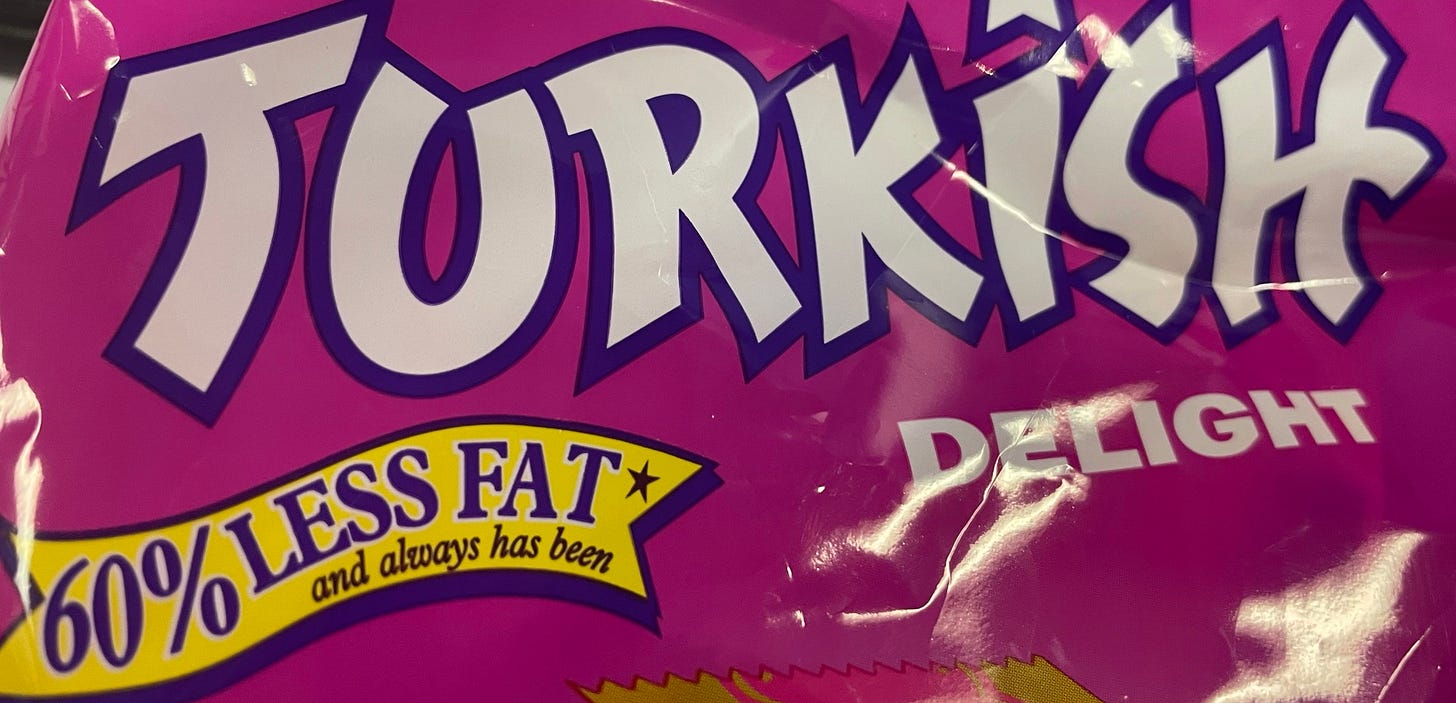 TURKiSH
DELIGHT
60% LESS FAT★
and always has been